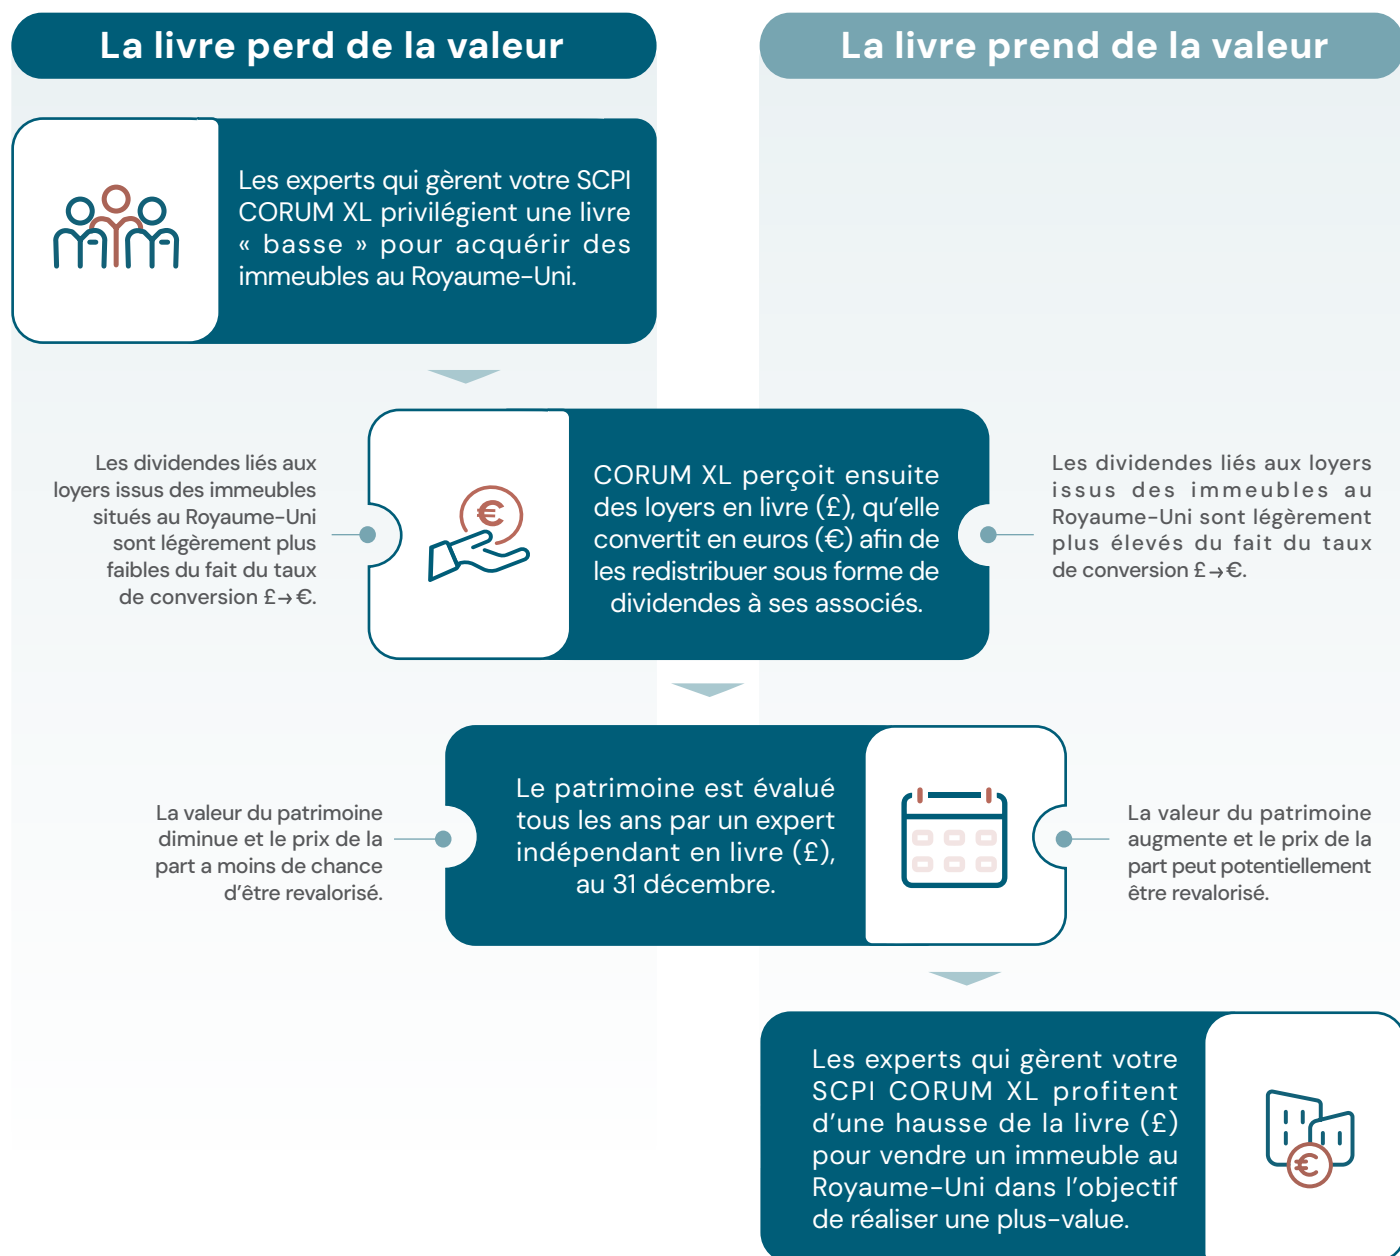 La livre perd de la valeur
La livre prend de la valeur
Les experts qui gèrent votre SCPI
CORUM XL privilégient une livre
« basse » pour acquérir des
immeubles au Royaume-Uni.
Les dividendes liés aux
loyers issus des immeubles
situés au Royaume-Uni
sont légèrement plus
faibles du fait du taux
de conversion £→€.
€
CORUM XL perçoit ensuite
des loyers en livre (£), qu’elle
convertit en euros (€) afin de
les redistribuer sous forme de
dividendes à ses associés.
Les dividendes liés aux loyers
issus des immeubles au
Royaume-Uni sont légèrement
plus élevés du fait du taux
de conversion £→€.
La valeur du patrimoine
diminue et le prix de la
part a moins de chance
d’être revalorisé.
Le patrimoine est évalué
tous les ans par un expert
indépendant en livre (£),
au 31 décembre.
La valeur du patrimoine
augmente et le prix de la
part peut potentiellement
être revalorisé.
Les experts qui gèrent votre
SCPI CORUM XL profitent
d’une hausse de la livre (£)
pour vendre un immeuble au
Royaume-Uni dans l’objectif
de réaliser une plus-value.
€